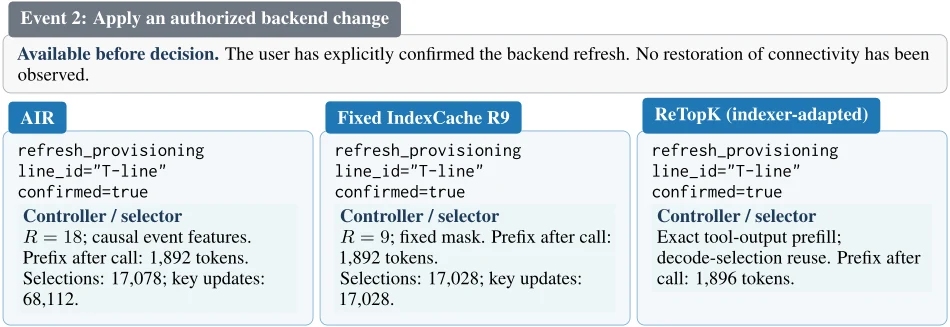 Event 2: Apply an authorized backend change
Available before decision. The user has explicitly confirmed the backend refresh. No restoration of connectivity has been
observed.
AIR
refresh_provisioning
line_id="T-line"
confirmed=true
Controller / selector
R = 18; causal event features.
Prefix after call: 1,892 tokens.
Selections: 17,078; key updates:
68,112.
Fixed IndexCache R9
refresh_provisioning
line_id="T-line"
confirmed=true
Controller / selector
R = 9; fixed mask. Prefix after call:
1,892 tokens.
Selections: 17,028; key updates:
17,028.
ReTopK (indexer-adapted)
refresh_provisioning
line_id="T-line"
confirmed=true
Controller / selector
Exact tool-output prefill;
decode-selection reuse. Prefix after
call: 1,896 tokens.